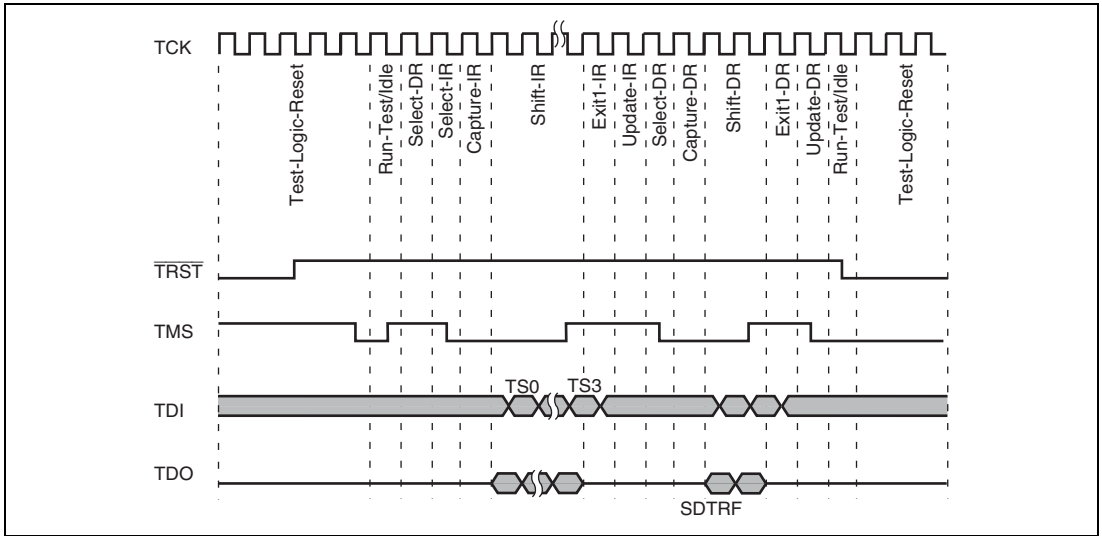 TCK
Test-Logic-Reset
Run-Test/Idle
Select-DR
Select-IR
Capture-IR
Shift-IR
Exit1-IR
Update-IR
Select-DR
Capture-DR
Shift-DR
Exit1-DR
Update-DR
Run-Test/Idle
Test-Logic-Reset
TRST
TMS
TS0
TS3
TDI
TDO
SDTRF